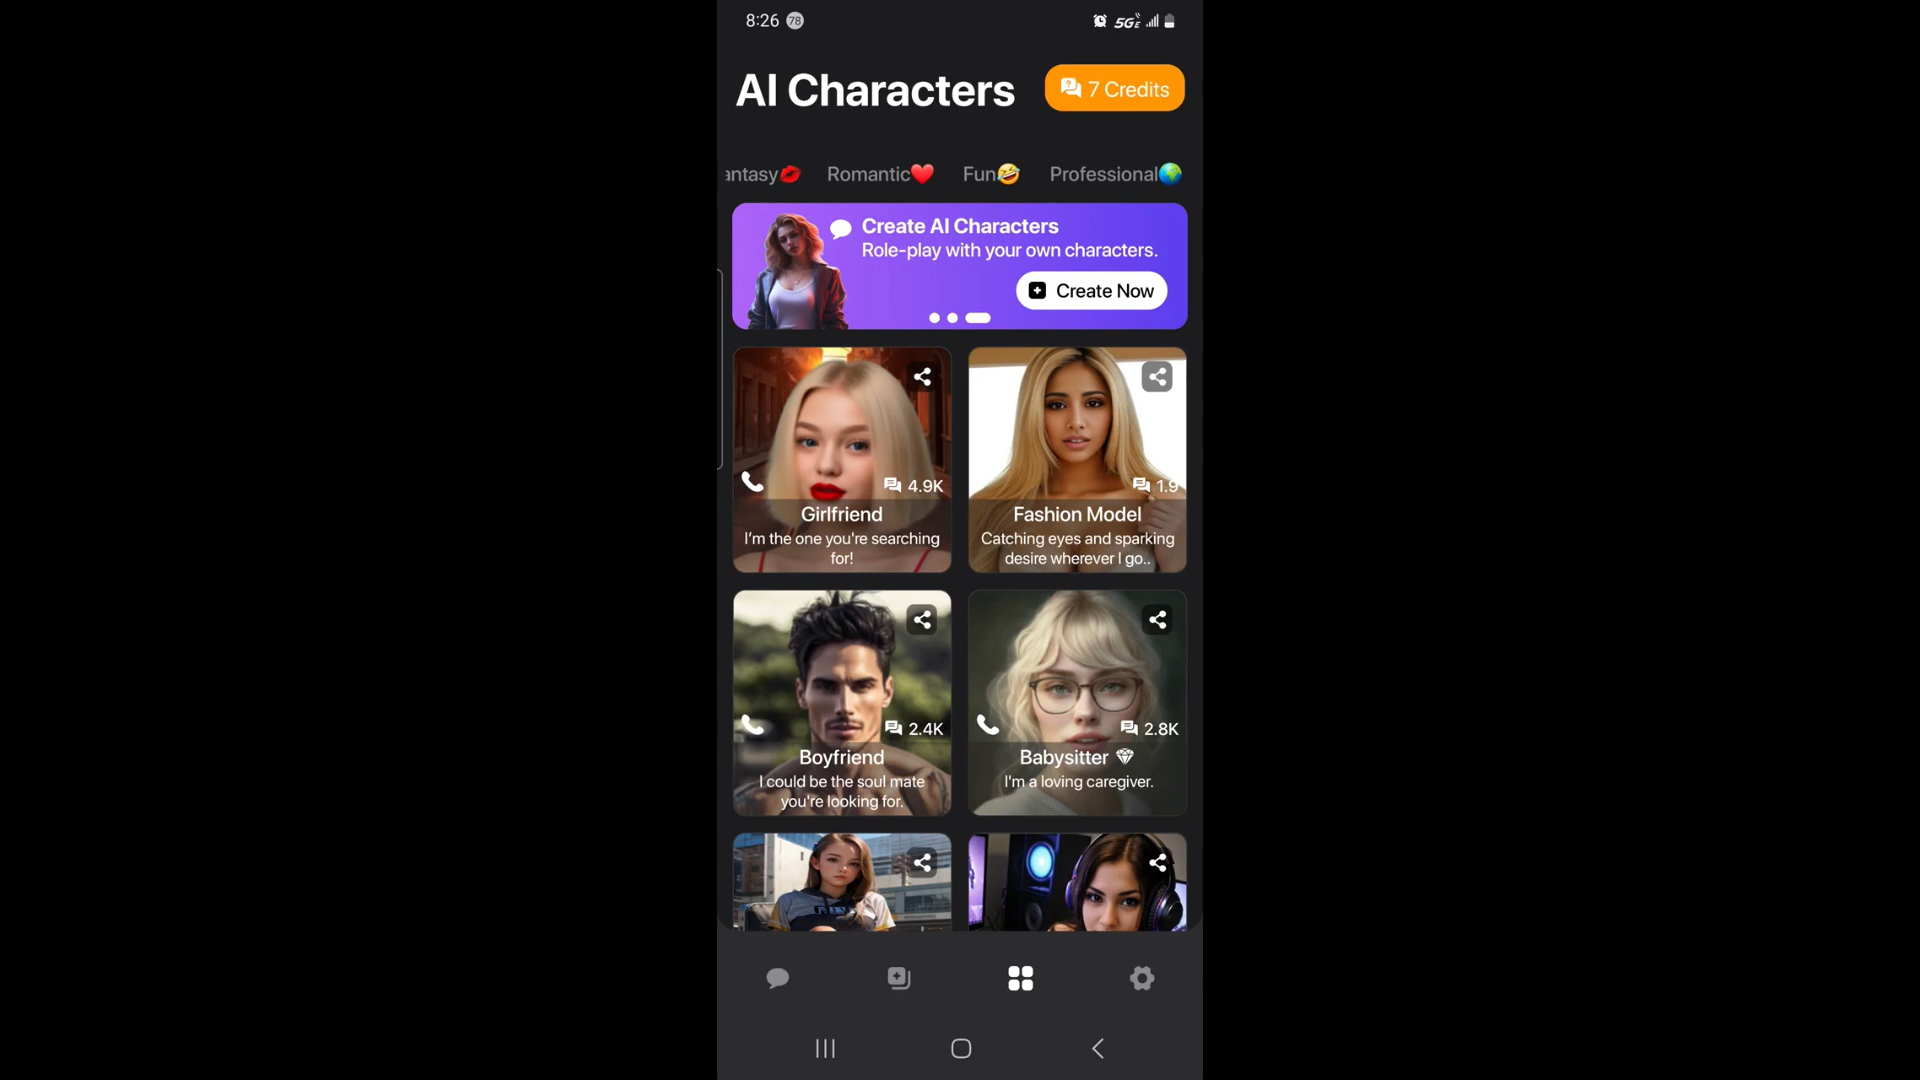 8:26 78 5GE
AI Characters
7 Credits
antasy💋 Romantic❤️ Fun🤣 Professional🌍
Create AI Characters
Role-play with your own characters.
Create Now
4.9K
Girlfriend
I'm the one you're searching
for!
1.9
Fashion Model
Catching eyes and sparking
desire wherever I go..
2.4K
Boyfriend
I could be the soul mate
you're looking for.
2.8K
Babysitter
I'm a loving caregiver.